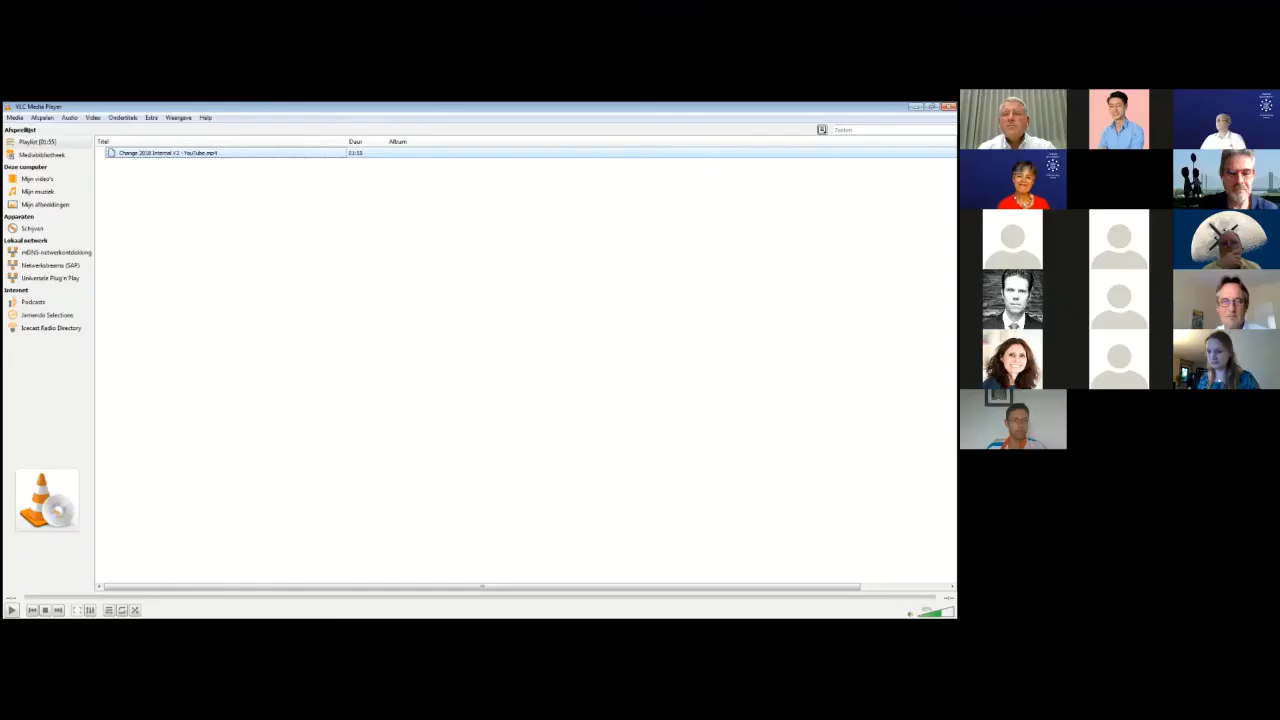 VLC Media Player
Media Afspelen Audio Video Ondertitels Extra Weergave Help
Afspeellijst
Zoeken
Playlist [01:55]
Titel Duur Album
Mediabibliotheek
Change 2018 Internal V2 - YouTube.mp4 01:55
Deze computer
Mijn video's
Mijn muziek
Mijn afbeeldingen
Apparaten
Schijven
Lokaal netwerk
mDNS-netwerkontdekking
Netwerkstreams (SAP)
Universele Plug'n'Play
Internet
Podcasts
Jamendo Selections
Icecast Radio Directory
--:-- --:--